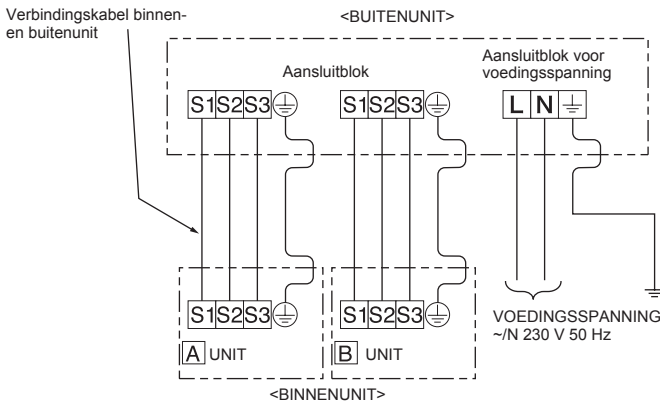 Verbindingskabel binnen-
en buitenunit
<BUITENUNIT>
Aansluitblok
Aansluitblok voor
voedingsspanning
S1 S2 S3
S1 S2 S3
L N
S1 S2 S3
S1 S2 S3
A UNIT
B UNIT
VOEDINGSSPANNING
~/N 230 V 50 Hz
<BINNENUNIT>